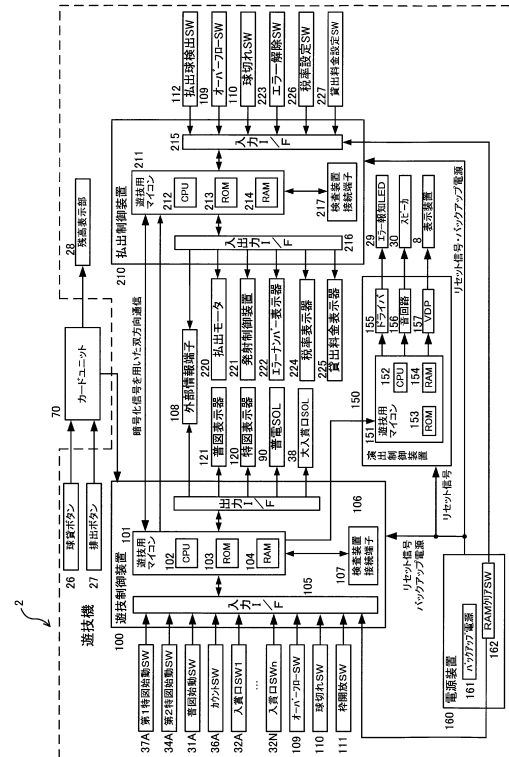 2
遊技機
26
球貸ボタン
27
排出ボタン
70
カードユニット
28
残高表示部
100
遊技制御装置
37A
第1特図始動SW
34A
第2特図始動SW
31A
普図始動SW
36A
カウントSW
32A
入賞口SW1
…
32N
入賞口SWn
109
オーバーフローSW
110
球切れSW
111
枠開放SW
入力I/F
105
101
遊技用マイコン
102
CPU
103
ROM
104
RAM
107
検査装置接続端子
出力I/F
106
暗号化信号を用いた双方向通信
108
外部情報端子
121
普図表示器
120
特図表示器
90
普電SOL
38
大入賞口SOL
210
払出制御装置
211
遊技用マイコン
212
CPU
213
ROM
214
RAM
215
入力I/F
216
入出力I/F
217
検査装置接続端子
220
払出モータ
221
発射制御装置
222
エラーナンバー表示器
224
税率表示器
225
貸出料金表示器
112
払出球検出SW
109
オーバーフローSW
110
球切れSW
223
エラー解除SW
226
税率設定SW
227
貸出料金設定SW
150
演出制御装置
151
遊技用マイコン
152
CPU
153
ROM
154
RAM
155
ドライバ
156
音回路
157
VDP
29
エラー報知LED
30
スピーカ
8
表示装置
リセット信号
リセット信号
バックアップ電源
リセット信号・バックアップ電源
160
電源装置
161
バックアップ電源
162
RAMクリアSW